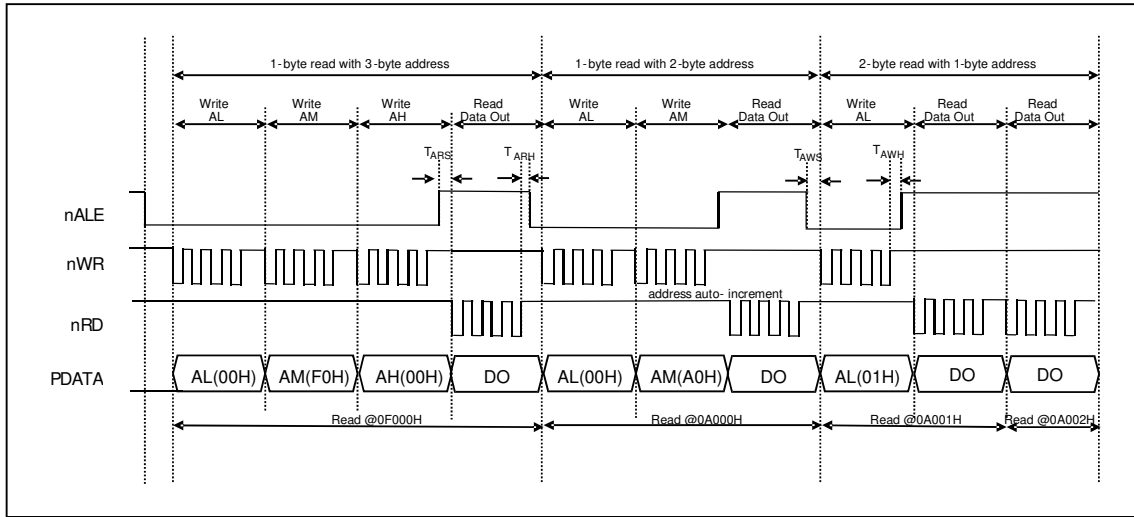 1-byte read with 3-byte address 1-byte read with 2-byte address 2-byte read with 1-byte address
Write Write Write Read Write Write Read Write Read Read
AL AM AH Data Out AL AM Data Out AL Data Out Data Out
TARS TARH TAWS TAWH
nALE
nWR
address auto- increment
nRD
PDATA AL(00H) AM(F0H) AH(00H) DO AL(00H) AM(A0H) DO AL(01H) DO DO
Read @0F000H Read @0A000H Read @0A001H Read @0A002H